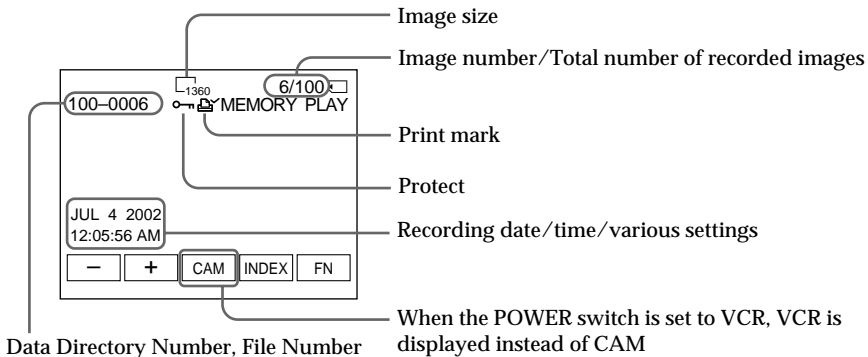 Image size
Image number/Total number of recorded images
1360
6/100
100–0006
MEMORY PLAY
Print mark
Protect
JUL 4 2002
12:05:56 AM
Recording date/time/various settings
– + CAM INDEX FN
When the POWER switch is set to VCR, VCR is
displayed instead of CAM
Data Directory Number, File Number